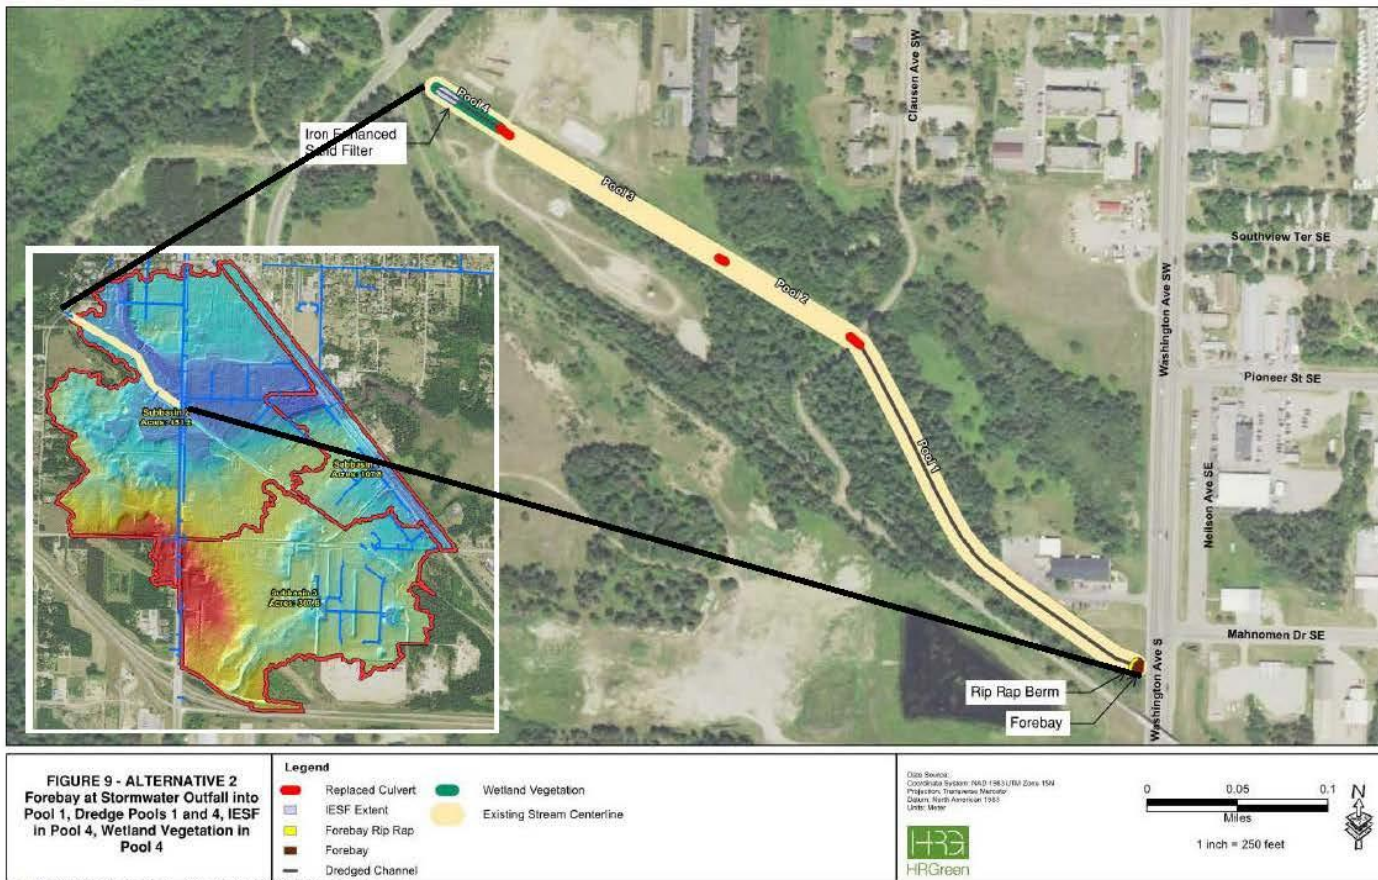 Clausen Ave SW
Pool 4
Iron Enhanced
Sand Filter
Pool 3
Southview Ter SE
Washington Ave SW
Pool 2
Pioneer St SE
Subbasin
Pool 1
Neilson Ave SE
Subbasin
Subbasin 3
Mahnomen Dr SE
Rip Rap Berm
Forebay
Washington Ave S
FIGURE 9 - ALTERNATIVE 2
Forebay at Stormwater Outfall into
Pool 1, Dredge Pools 1 and 4, IESF
in Pool 4, Wetland Vegetation in
Pool 4
Legend
Replaced Culvert
IESF Extent
Forebay Rip Rap
Forebay
Dredged Channel
Wetland Vegetation
Existing Stream Centerline
Data Source:
Coordinate System: NAD 1983 UTM Zone 15N
Projection: Transverse Mercator
Datum: North American 1983
Units: Meter
HRG
HRGreen
0 0.05 0.1
Miles
1 inch = 250 feet
N